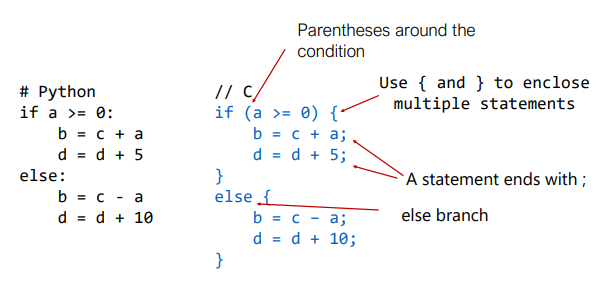 Parentheses around the
condition
Use { and } to enclose
multiple statements
# Python
if a >= 0:
    b = c + a
    d = d + 5
else:
    b = c - a
    d = d + 10
// C
if (a >= 0) {
    b = c + a;
    d = d + 5;
}
else {
    b = c - a;
    d = d + 10;
}
A statement ends with ;
else branch